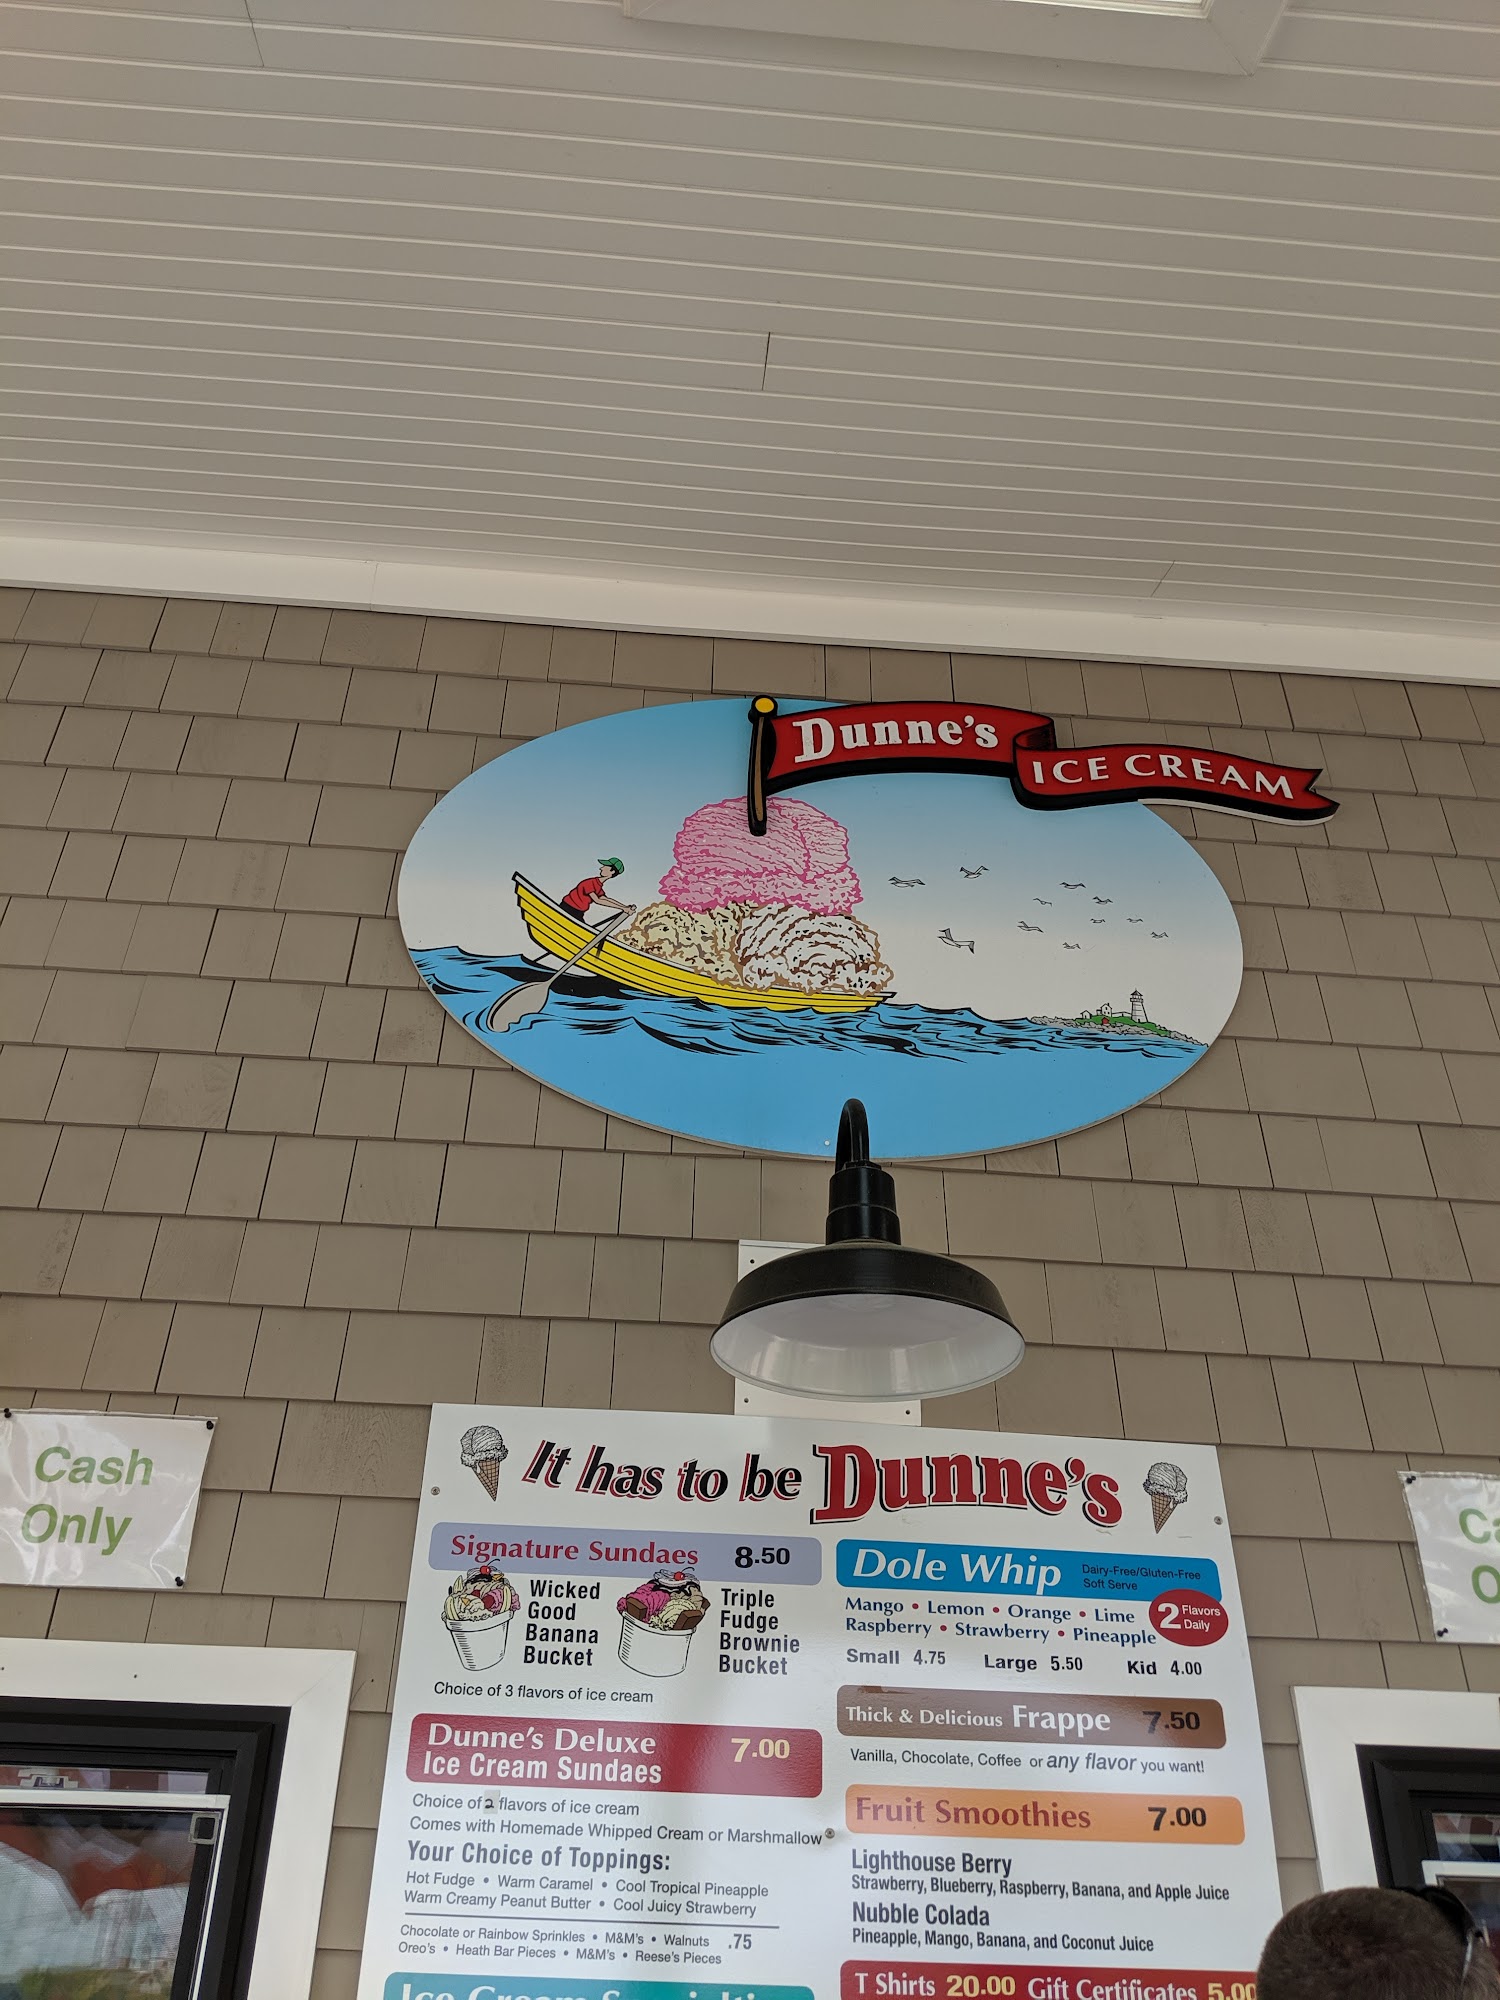 Dunne's
ICE CREAM
Cash
Only
It has to be Dunne's
Signature Sundaes 8.50
Wicked
Good
Banana
Bucket
Triple
Fudge
Brownie
Bucket
Choice of 3 flavors of ice cream
Dunne's Deluxe
Ice Cream Sundaes 7.00
Choice of 2 flavors of ice cream
Comes with Homemade Whipped Cream or Marshmallow
Your Choice of Toppings:
Hot Fudge • Warm Caramel • Cool Tropical Pineapple
Warm Creamy Peanut Butter • Cool Juicy Strawberry
Chocolate or Rainbow Sprinkles • M&M's • Walnuts .75
Oreo's • Heath Bar Pieces • M&M's • Reese's Pieces
Ice Cream
Dole Whip Dairy-Free/Gluten-Free
Soft Serve
Mango • Lemon • Orange • Lime
Raspberry • Strawberry • Pineapple
2 Flavors
Daily
Small 4.75 Large 5.50 Kid 4.00
Thick & Delicious Frappe 7.50
Vanilla, Chocolate, Coffee or any flavor you want!
Fruit Smoothies 7.00
Lighthouse Berry
Strawberry, Blueberry, Raspberry, Banana, and Apple Juice
Nubble Colada
Pineapple, Mango, Banana, and Coconut Juice
T Shirts 20.00 Gift Certificates 5.00